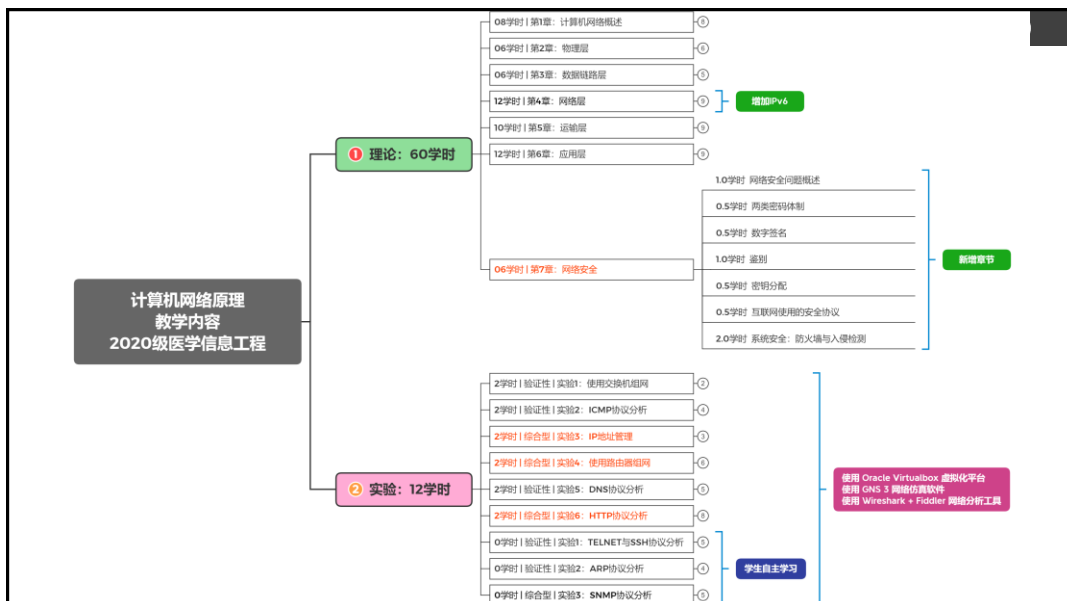 计算机网络原理
教学内容
2020级医学信息工程
1 理论：60学时
08学时 | 第1章：计算机网络概述 8
06学时 | 第2章：物理层 6
06学时 | 第3章：数据链路层 5
12学时 | 第4章：网络层 9
增加IPv6
10学时 | 第5章：运输层 9
12学时 | 第6章：应用层 9
06学时 | 第7章：网络安全
1.0学时 网络安全问题概述
0.5学时 两类密码体制
0.5学时 数字签名
1.0学时 鉴别
0.5学时 密钥分配
0.5学时 互联网使用的安全协议
2.0学时 系统安全：防火墙与入侵检测
新增章节
2 实验：12学时
2学时 | 验证性 | 实验1：使用交换机组网 2
2学时 | 验证性 | 实验2：ICMP协议分析 4
2学时 | 综合型 | 实验3：IP地址管理 3
2学时 | 综合型 | 实验4：使用路由器组网 6
2学时 | 验证性 | 实验5：DNS协议分析 5
2学时 | 综合型 | 实验6：HTTP协议分析 8
0学时 | 验证性 | 实验1：TELNET与SSH协议分析 5
0学时 | 验证性 | 实验2：ARP协议分析 4
0学时 | 综合型 | 实验3：SNMP协议分析 5
学生自主学习
使用 Oracle Virtualbox 虚拟化平台
使用 GNS 3 网络仿真软件
使用 Wireshark + Fiddler 网络分析工具